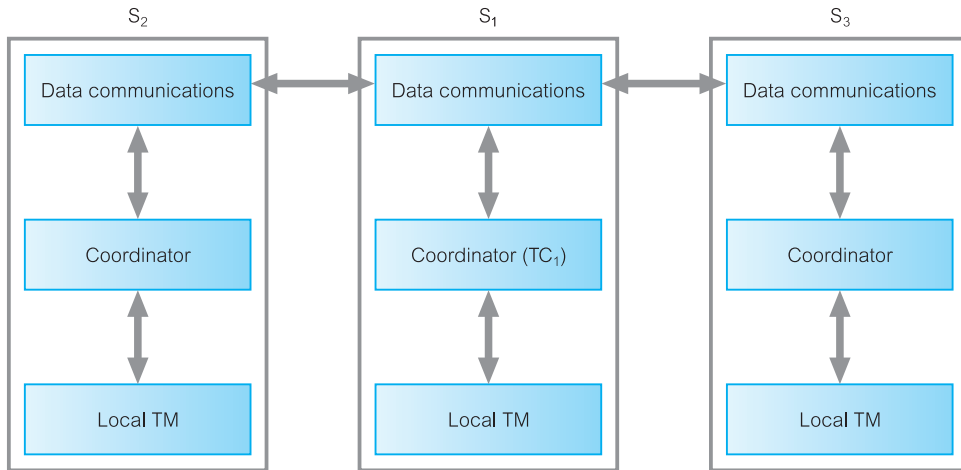 S₂
S₁
S₃
Data communications
Data communications
Data communications
Coordinator
Coordinator (TC₁)
Coordinator
Local TM
Local TM
Local TM